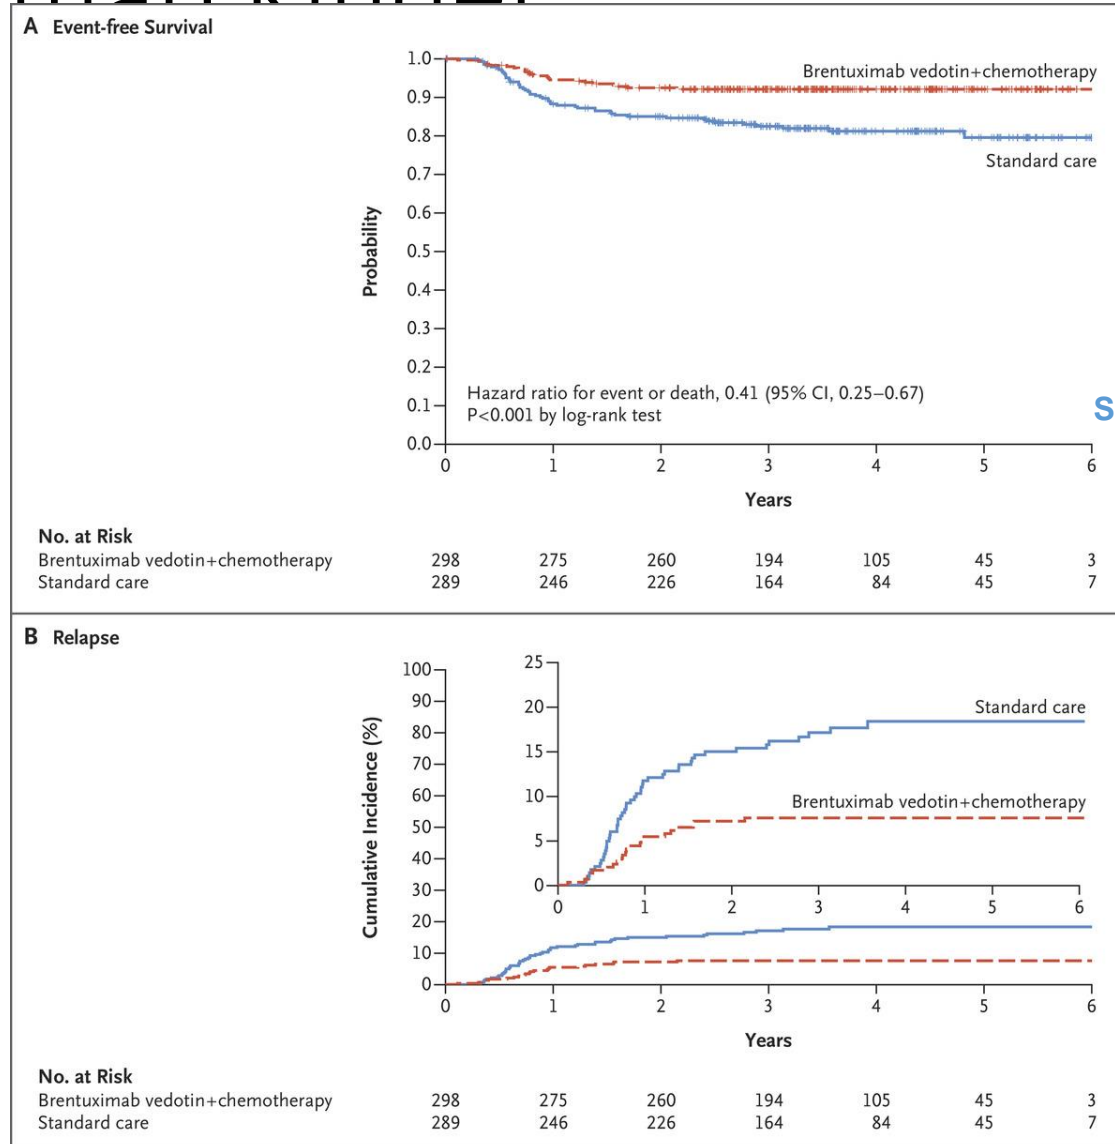 A Event-free Survival
1.0
0.9
0.8
0.7
0.6
0.5
0.4
0.3
0.2
0.1
0.0
Probability
Brentuximab vedotin+chemotherapy
Standard care
Hazard ratio for event or death, 0.41 (95% CI, 0.25–0.67)
P<0.001 by log-rank test
S
0 1 2 3 4 5 6
Years
No. at Risk
Brentuximab vedotin+chemotherapy 298 275 260 194 105 45 3
Standard care 289 246 226 164 84 45 7
B Relapse
100
90
80
70
60
50
40
30
20
10
0
Cumulative Incidence (%)
25
20
15
10
5
0
Standard care
Brentuximab vedotin+chemotherapy
0 1 2 3 4 5 6
0 1 2 3 4 5 6
Years
No. at Risk
Brentuximab vedotin+chemotherapy 298 275 260 194 105 45 3
Standard care 289 246 226 164 84 45 7